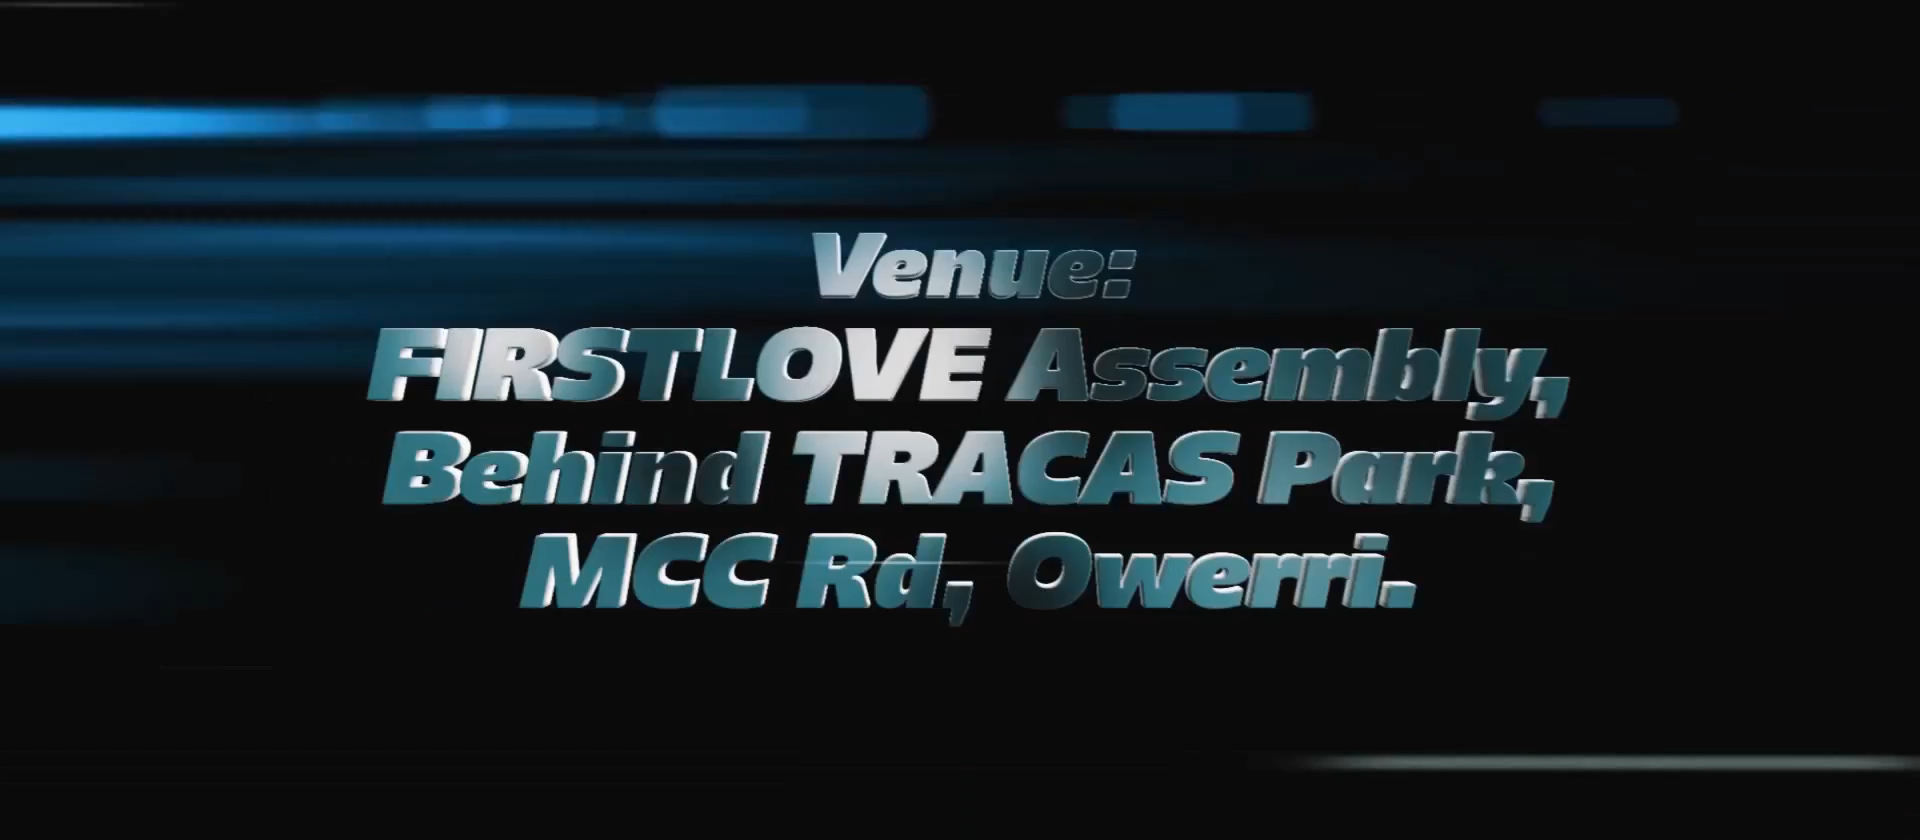 Venue:
FIRSTLOVE Assembly,
Behind TRACAS Park,
MCC Rd, Owerri.